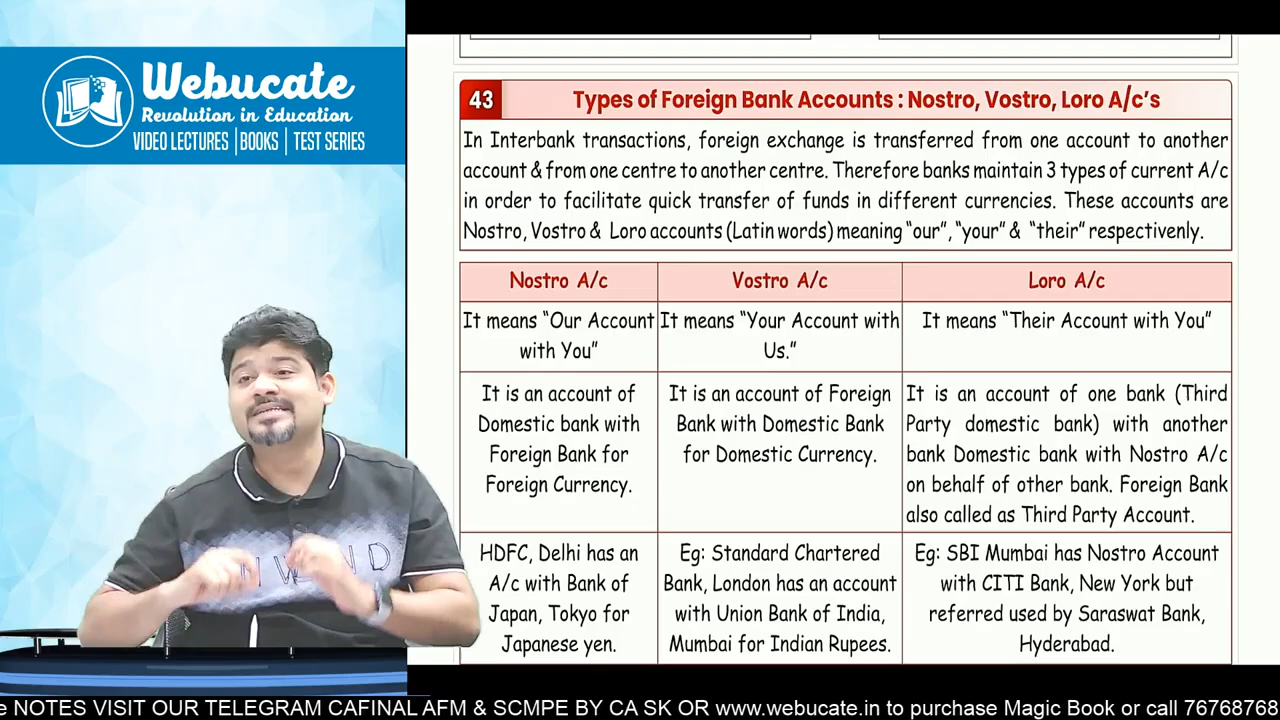 Webucate
Revolution in Education
VIDEO LECTURES | BOOKS | TEST SERIES
43
Types of Foreign Bank Accounts : Nostro, Vostro, Loro A/c's
In Interbank transactions, foreign exchange is transferred from one account to another
account & from one centre to another centre. Therefore banks maintain 3 types of current A/c
in order to facilitate quick transfer of funds in different currencies. These accounts are
Nostro, Vostro & Loro accounts (Latin words) meaning "our", "your" & "their" respectivenly.
Nostro A/c
It means "Our Account
with You"
It is an account of
Domestic bank with
Foreign Bank for
Foreign Currency.
HDFC, Delhi has an
A/c with Bank of
Japan, Tokyo for
Japanese yen.
Vostro A/c
It means "Your Account with
Us."
It is an account of Foreign
Bank with Domestic Bank
for Domestic Currency.
Eg: Standard Chartered
Bank, London has an account
with Union Bank of India,
Mumbai for Indian Rupees.
Loro A/c
It means "Their Account with You"
It is an account of one bank (Third
Party domestic bank) with another
bank Domestic bank with Nostro A/c
on behalf of other bank. Foreign Bank
also called as Third Party Account.
Eg: SBI Mumbai has Nostro Account
with CITI Bank, New York but
referred used by Saraswat Bank,
Hyderabad.
NOTES VISIT OUR TELEGRAM CAFINAL AFM & SCMPE BY CA SK OR www.webucate.in to purchase Magic Book or call 76768768